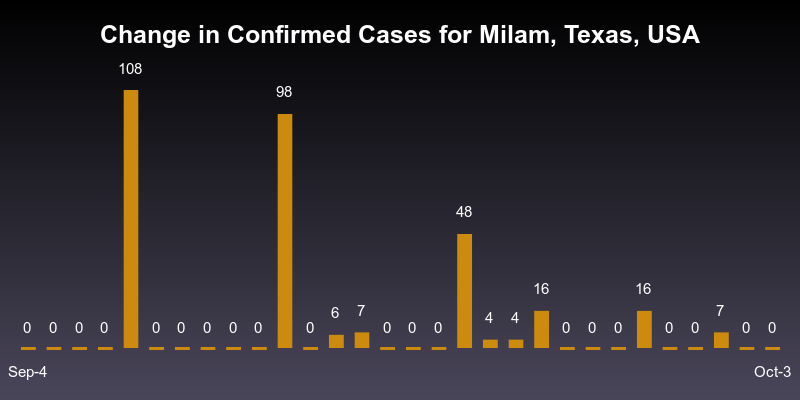 Change in Confirmed Cases for Milam, Texas, USA
108
98
48
16 16
6 7 4 4 7
0 0 0 0 0 0 0 0 0 0 0 0 0 0 0 0 0 0 0 0
Sep-4 Oct-3